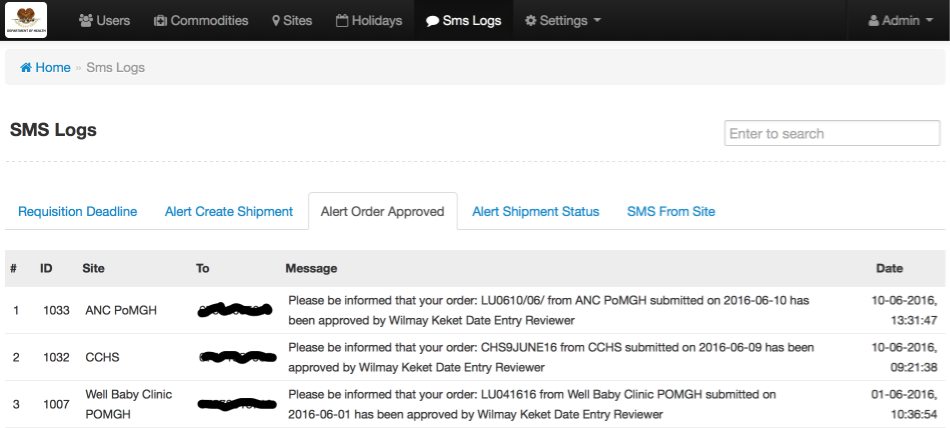 DEPARTMENT OF HEALTH
Users Commodities Sites Holidays Sms Logs Settings Admin
Home » Sms Logs
SMS Logs
Enter to search
Requisition Deadline Alert Create Shipment Alert Order Approved Alert Shipment Status SMS From Site
# ID Site To Message Date
1 1033 ANC PoMGH Please be informed that your order: LU0610/06/ from ANC PoMGH submitted on 2016-06-10 has 10-06-2016,
been approved by Wilmay Keket Date Entry Reviewer 13:31:47
2 1032 CCHS Please be informed that your order: CHS9JUNE16 from CCHS submitted on 2016-06-09 has been 10-06-2016,
approved by Wilmay Keket Date Entry Reviewer 09:21:38
3 1007 Well Baby Clinic Please be informed that your order: LU041616 from Well Baby Clinic POMGH submitted on 01-06-2016,
POMGH 2016-06-01 has been approved by Wilmay Keket Date Entry Reviewer 10:36:54